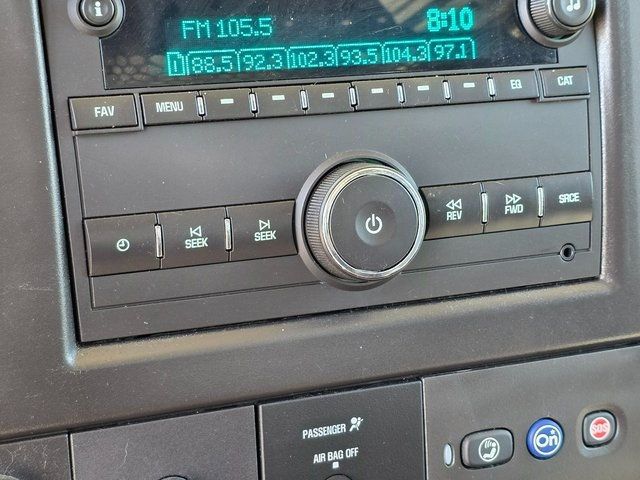 FM 105.5 8:10
1 88.5 92.3 102.3 93.5 104.3 97.1
FAV MENU EQ CAT
SEEK SEEK REV FWD SRCE
PASSENGER
AIR BAG OFF
On SOS